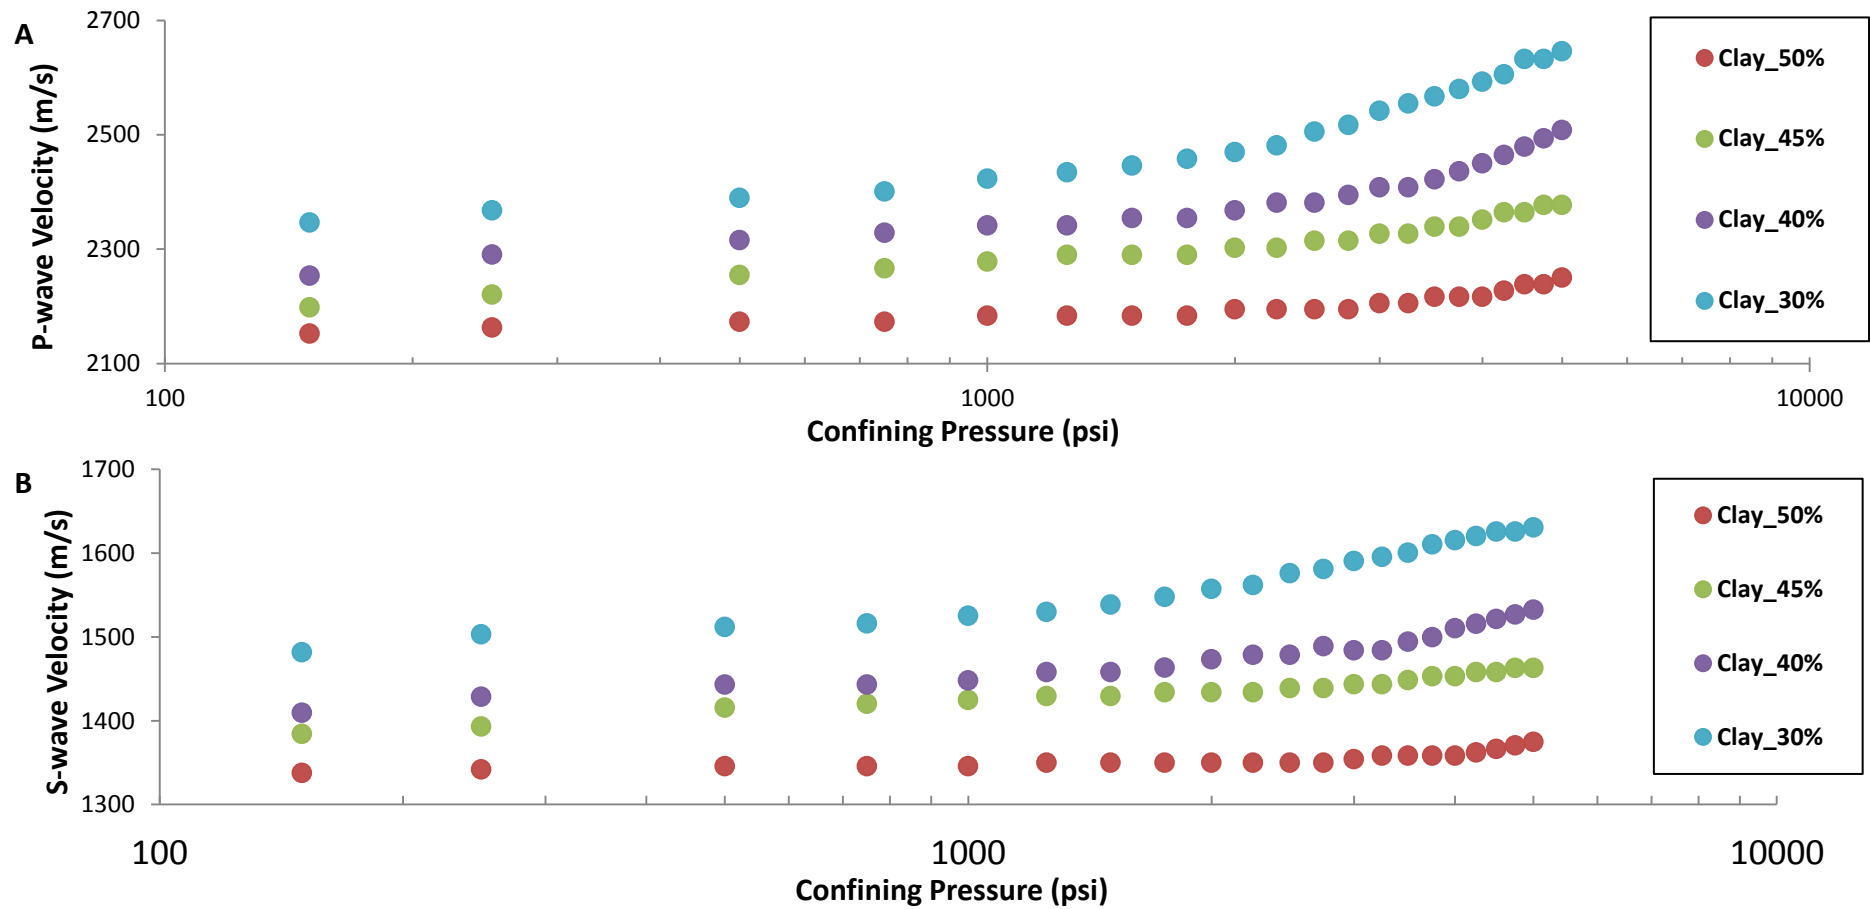 A
P-wave Velocity (m/s)
2700
2500
2300
2100
100
1000
10000
Confining Pressure (psi)
Clay_50%
Clay_45%
Clay_40%
Clay_30%
B
S-wave Velocity (m/s)
1700
1600
1500
1400
1300
100
1000
10000
Confining Pressure (psi)
Clay_50%
Clay_45%
Clay_40%
Clay_30%